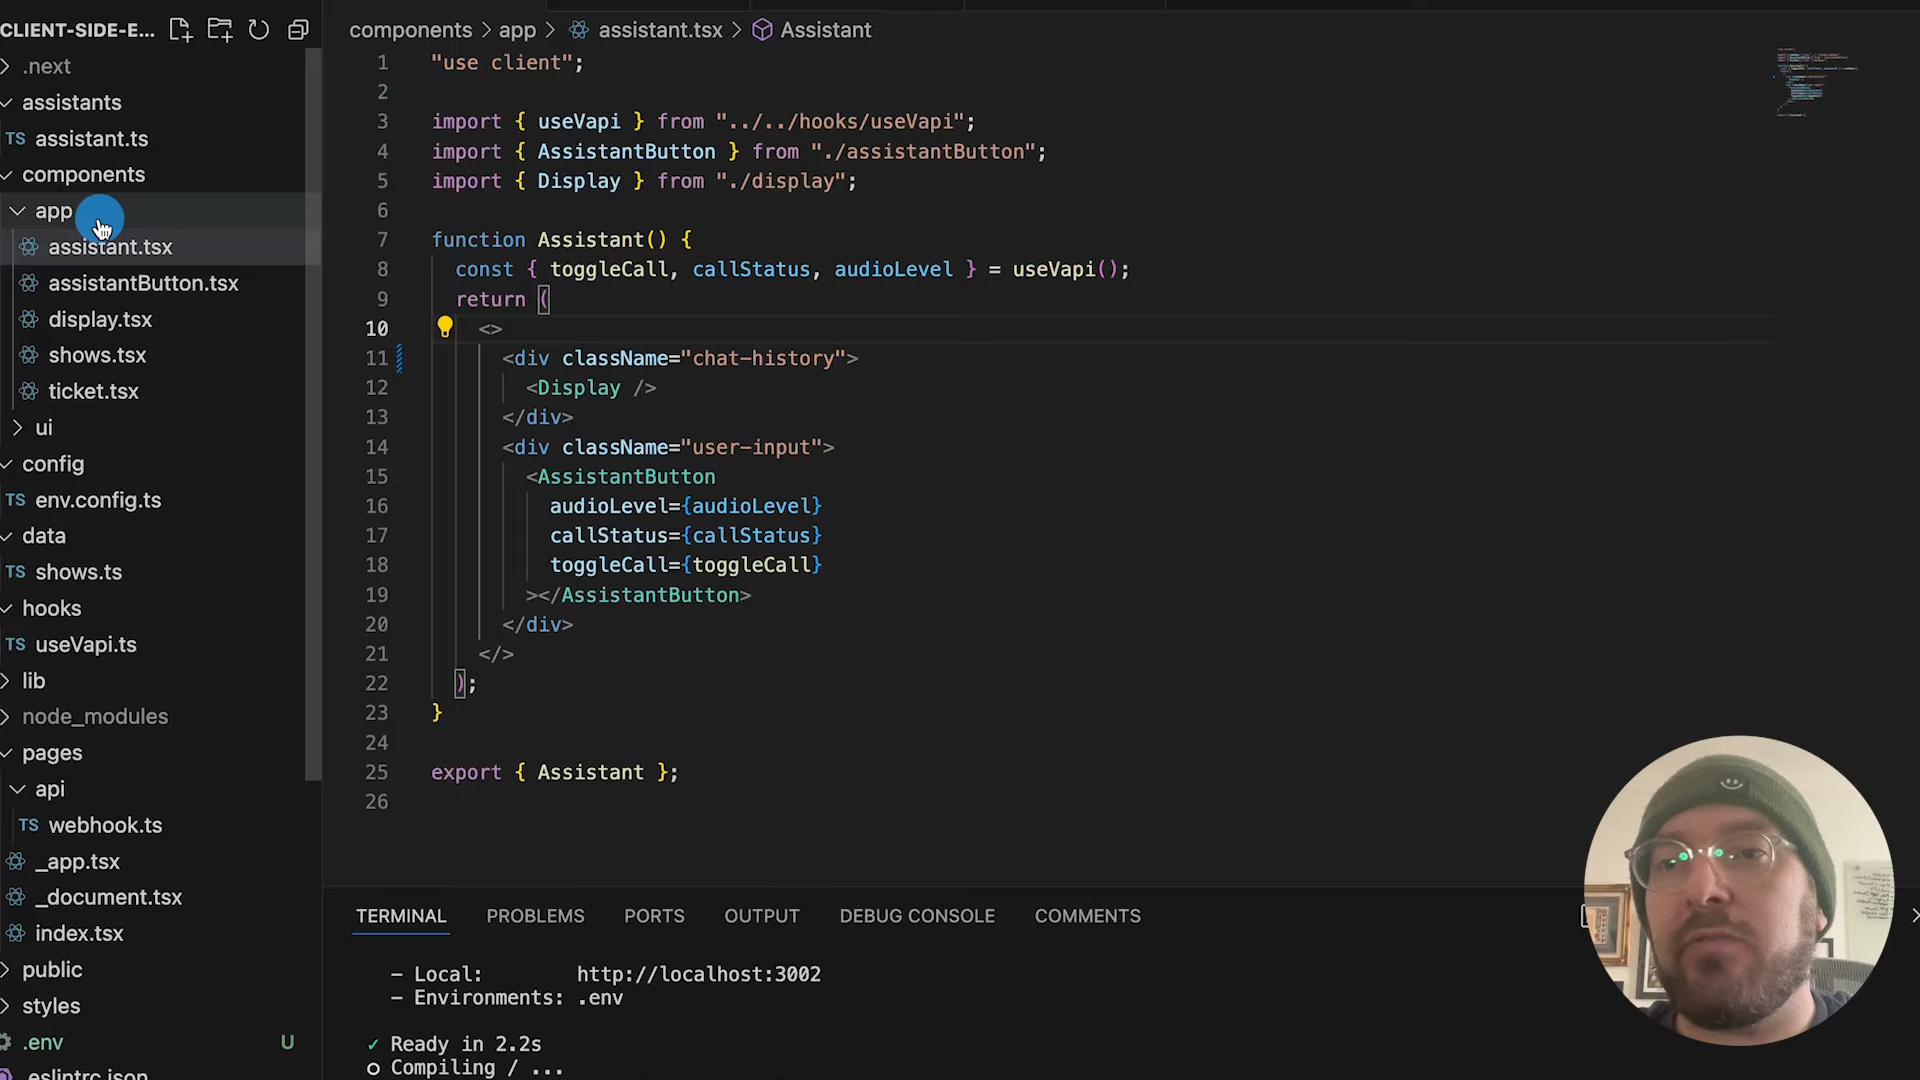 CLIENT-SIDE-E...
.next
assistants
TS assistant.ts
components
app
assistant.tsx
assistantButton.tsx
display.tsx
shows.tsx
ticket.tsx
ui
config
TS env.config.ts
data
TS shows.ts
hooks
TS useVapi.ts
lib
node_modules
pages
api
TS webhook.ts
_app.tsx
_document.tsx
index.tsx
public
styles
.env U
.eslintrc.json
components > app > assistant.tsx > Assistant
1 "use client";
2
3 import { useVapi } from "../../hooks/useVapi";
4 import { AssistantButton } from "./assistantButton";
5 import { Display } from "./display";
6
7 function Assistant() {
8 const { toggleCall, callStatus, audioLevel } = useVapi();
9 return (
10 <>
11 <div className="chat-history">
12 <Display />
13 </div>
14 <div className="user-input">
15 <AssistantButton
16 audioLevel={audioLevel}
17 callStatus={callStatus}
18 toggleCall={toggleCall}
19 ></AssistantButton>
20 </div>
21 </>
22 );
23 }
24
25 export { Assistant };
26
TERMINAL PROBLEMS PORTS OUTPUT DEBUG CONSOLE COMMENTS
- Local: http://localhost:3002
- Environments: .env
✓ Ready in 2.2s
○ Compiling / ...